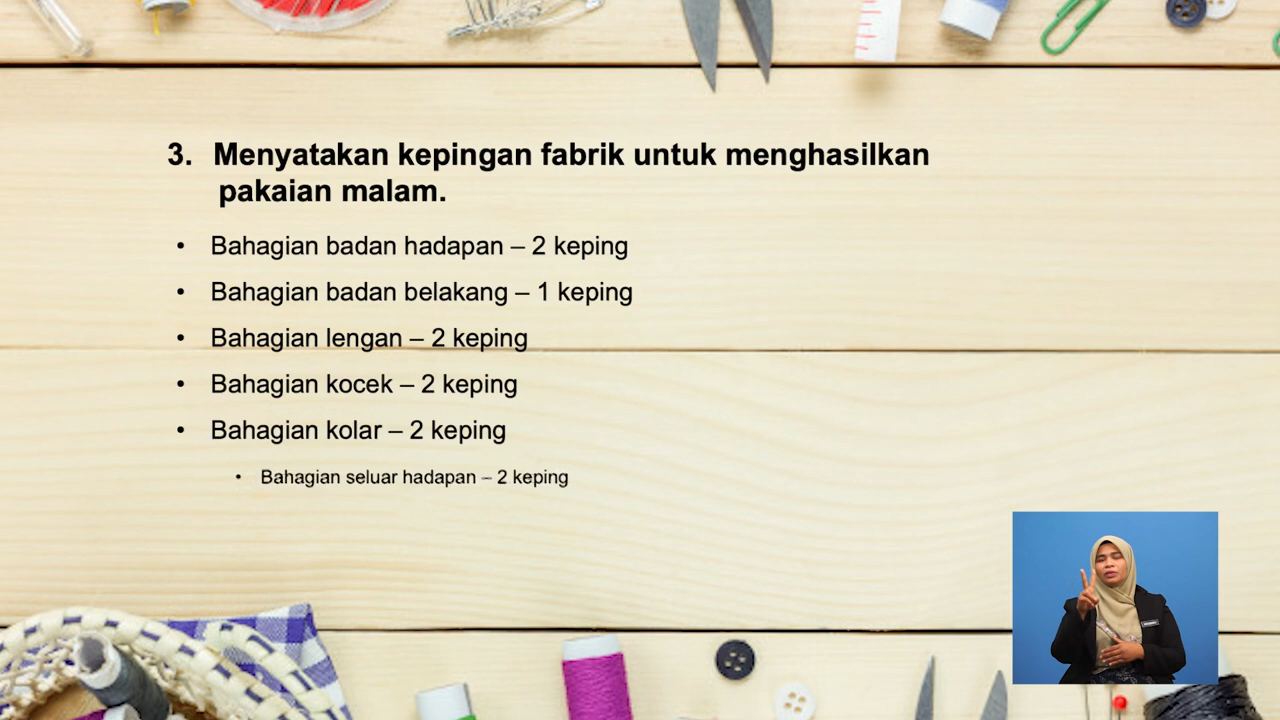 3. Menyatakan kepingan fabrik untuk menghasilkan
pakaian malam.
• Bahagian badan hadapan – 2 keping
• Bahagian badan belakang – 1 keping
• Bahagian lengan – 2 keping
• Bahagian kocek – 2 keping
• Bahagian kolar – 2 keping
• Bahagian seluar hadapan – 2 keping